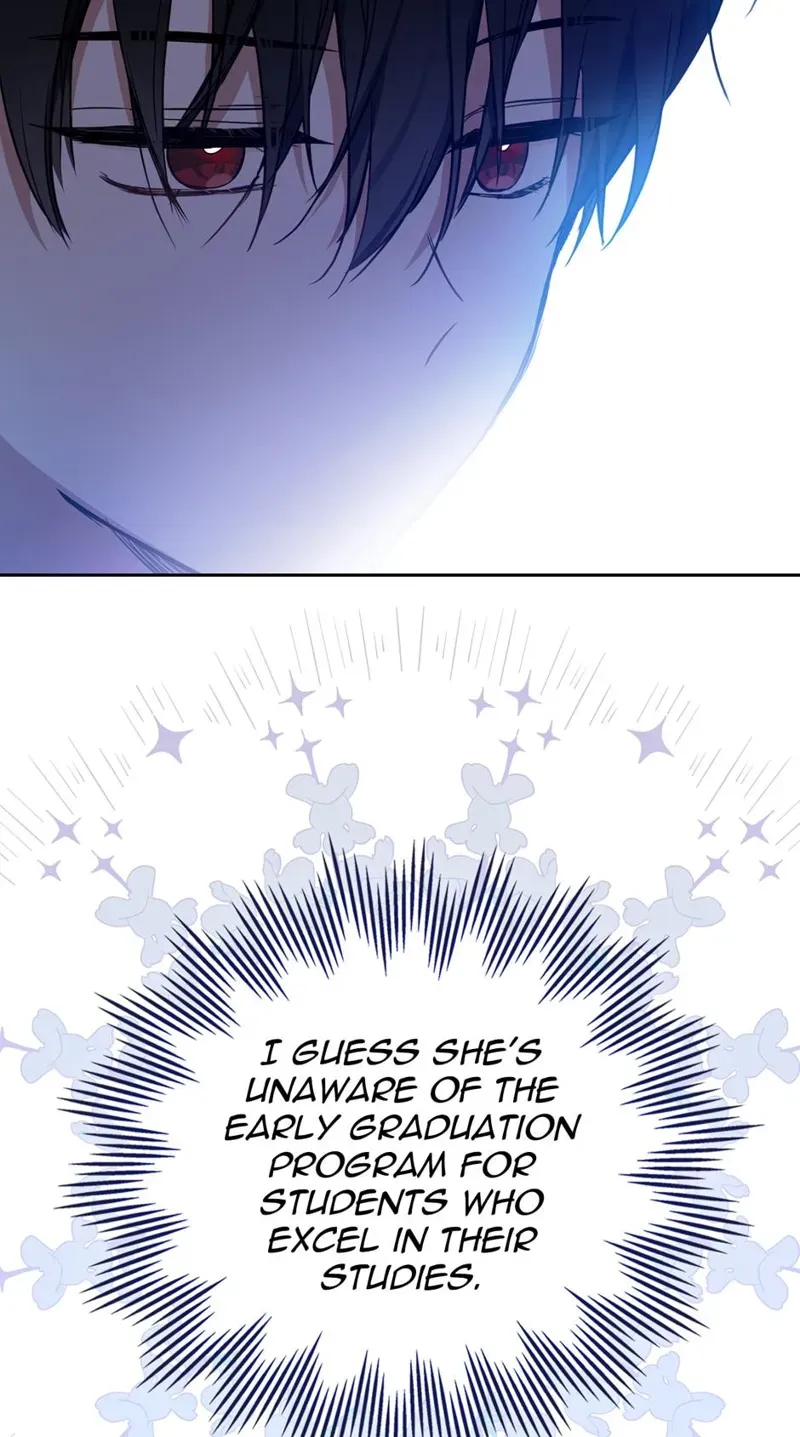 I GUESS SHE'S
UNAWARE OF THE
EARLY GRADUATION
PROGRAM FOR
STUDENTS WHO
EXCEL IN THEIR
STUDIES.